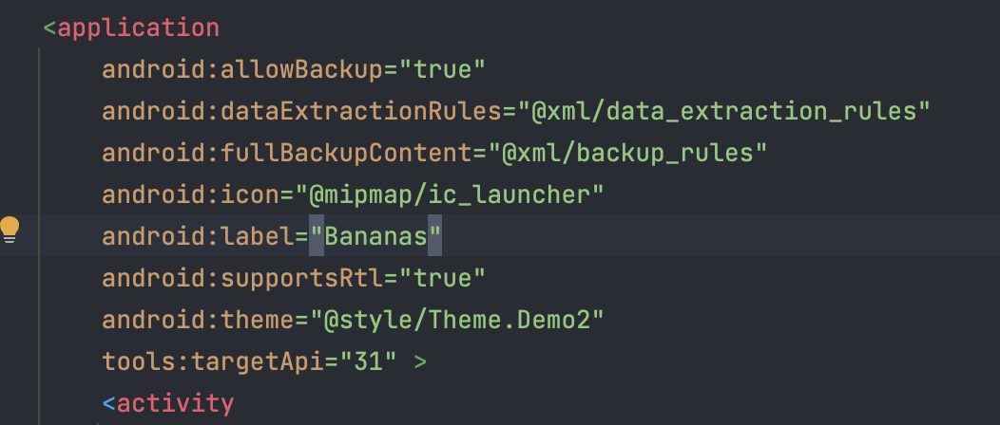 <application
android:allowBackup="true"
android:dataExtractionRules="@xml/data_extraction_rules"
android:fullBackupContent="@xml/backup_rules"
android:icon="@mipmap/ic_launcher"
android:label="Bananas"
android:supportsRtl="true"
android:theme="@style/Theme.Demo2"
tools:targetApi="31" >
<activity